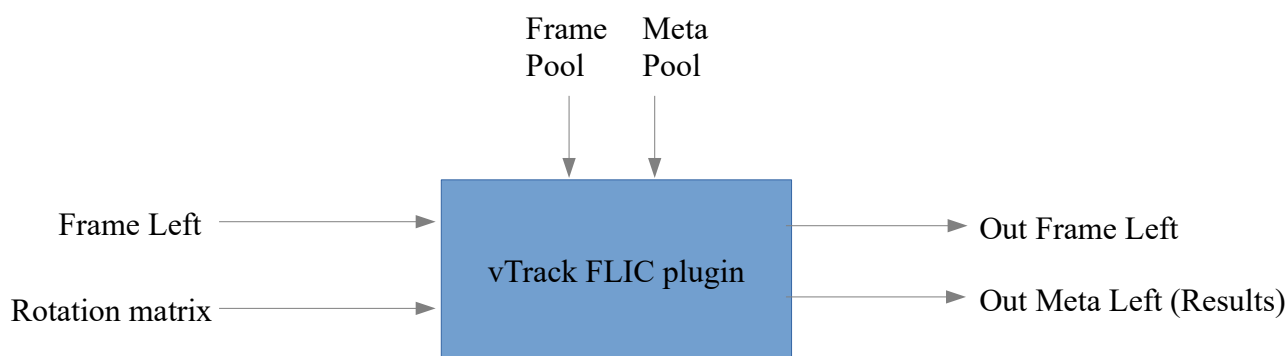 Frame
Pool
Meta
Pool
Frame Left
Rotation matrix
vTrack FLIC plugin
Out Frame Left
Out Meta Left (Results)